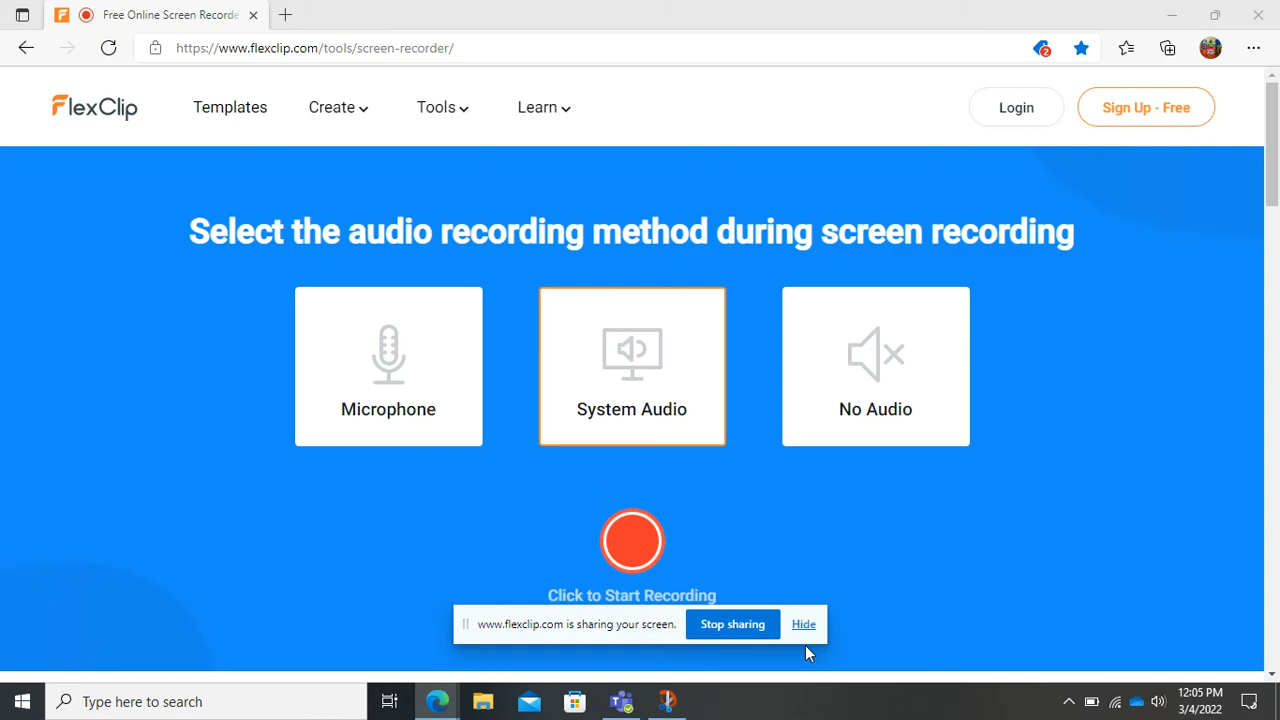 Free Online Screen Recorde
https://www.flexclip.com/tools/screen-recorder/
2
FlexClip
Templates
Create
Tools
Learn
Login
Sign Up - Free
Select the audio recording method during screen recording
Microphone
System Audio
No Audio
Click to Start Recording
www.flexclip.com is sharing your screen.
Stop sharing
Hide
Type here to search
12:05 PM
3/4/2022